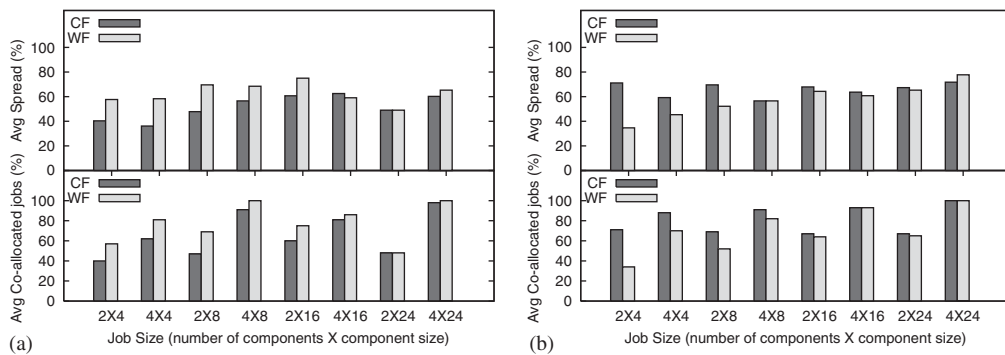 CF
WF
Avg Spread (%)
100
80
60
40
20
0
CF
WF
Avg Co-allocated jobs (%)
100
80
60
40
20
0
2X4 4X4 2X8 4X8 2X16 4X16 2X24 4X24
Job Size (number of components X component size)
(a)
CF
WF
Avg Spread (%)
100
80
60
40
20
0
CF
WF
Avg Co-allocated jobs (%)
100
80
60
40
20
0
2X4 4X4 2X8 4X8 2X16 4X16 2X24 4X24
Job Size (number of components X component size)
(b)